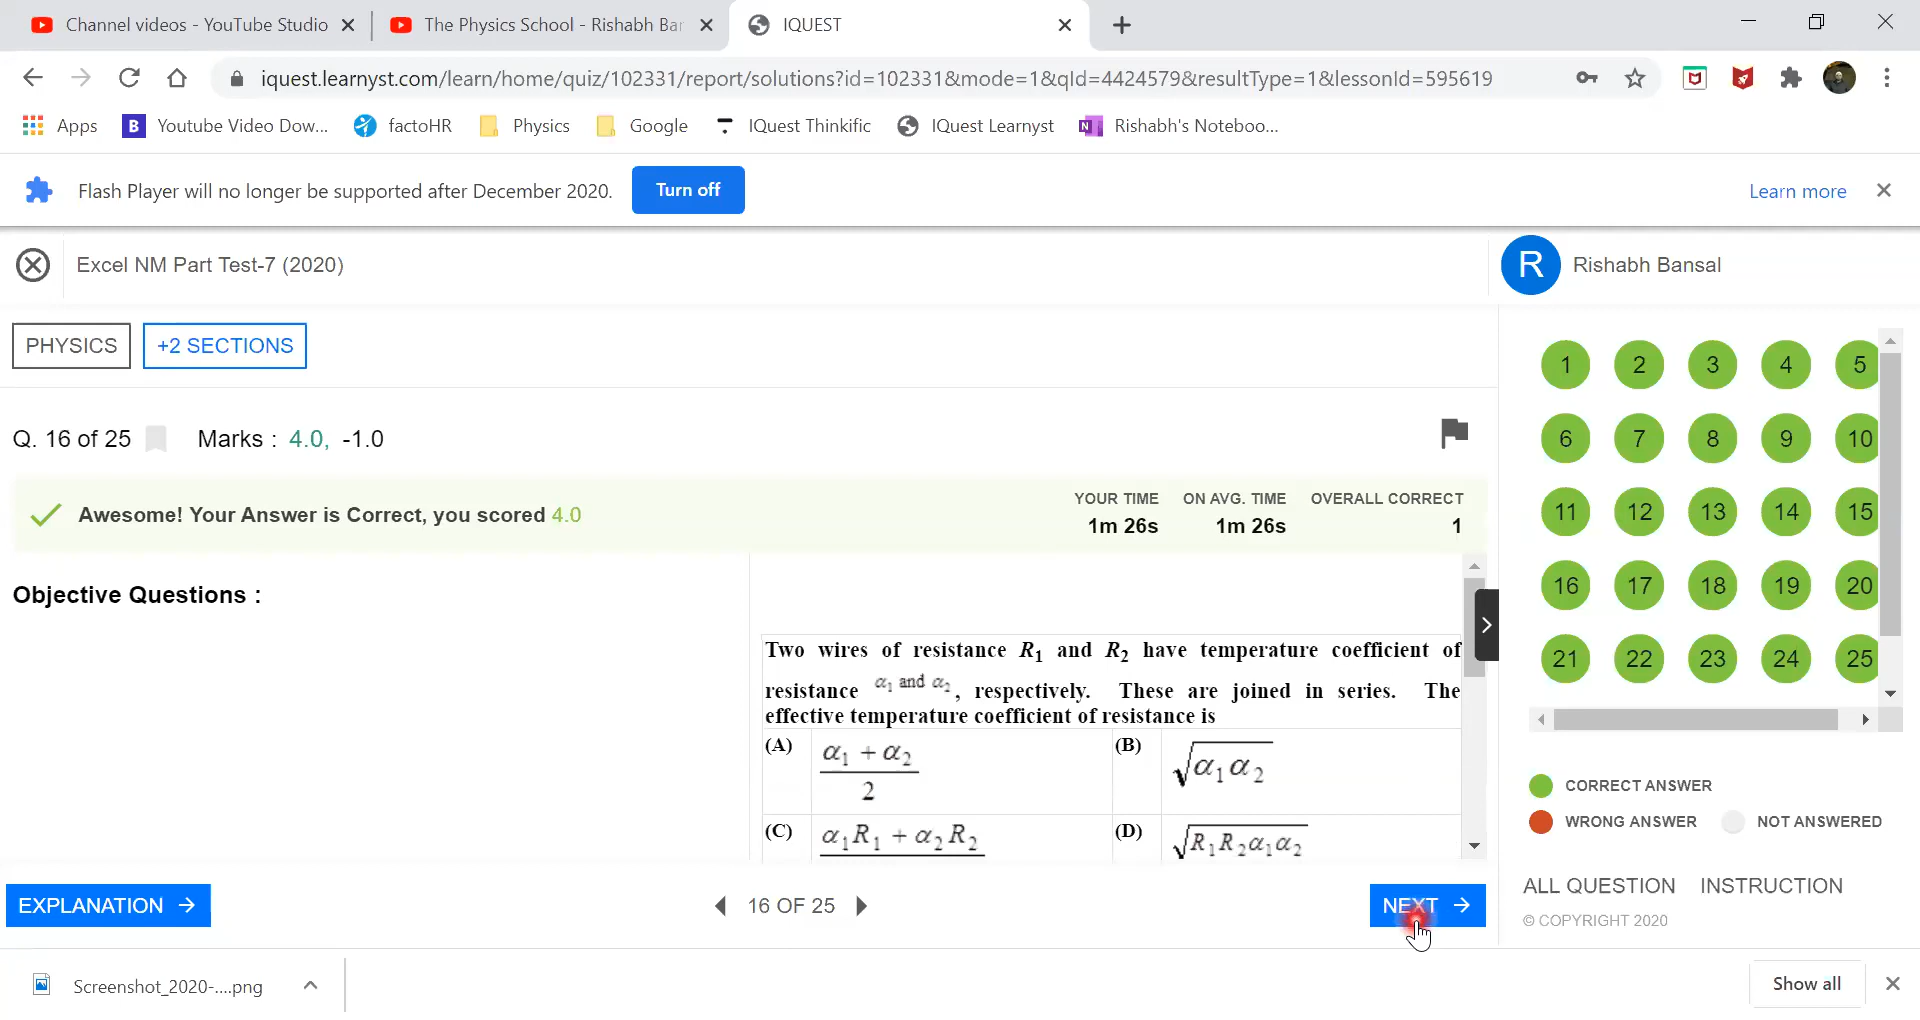 Channel videos - YouTube Studio
The Physics School - Rishabh Bar
IQUEST
iquest.learnyst.com/learn/home/quiz/102331/report/solutions?id=102331&mode=1&qId=4424579&resultType=1&lessonId=595619
Apps
B Youtube Video Dow...
factoHR
Physics
Google
IQuest Thinkific
IQuest Learnyst
N Rishabh's Noteboo...
Flash Player will no longer be supported after December 2020.
Turn off
Learn more
Excel NM Part Test-7 (2020)
R Rishabh Bansal
PHYSICS
+2 SECTIONS
Q. 16 of 25 Marks : 4.0, -1.0
Awesome! Your Answer is Correct, you scored 4.0
YOUR TIME ON AVG. TIME OVERALL CORRECT
1m 26s 1m 26s 1
Objective Questions :
Two wires of resistance R₁ and R₂ have temperature coefficient of
resistance α₁ and α₂, respectively. These are joined in series. The
effective temperature coefficient of resistance is
(A) (α₁ + α₂)/2 (B) √(α₁α₂)
(C) α₁R₁ + α₂R₂ (D) √(R₁R₂α₁α₂)
EXPLANATION
16 OF 25
NEXT
1 2 3 4 5
6 7 8 9 10
11 12 13 14 15
16 17 18 19 20
21 22 23 24 25
CORRECT ANSWER
WRONG ANSWER NOT ANSWERED
ALL QUESTION INSTRUCTION
© COPYRIGHT 2020
Screenshot_2020-....png
Show all